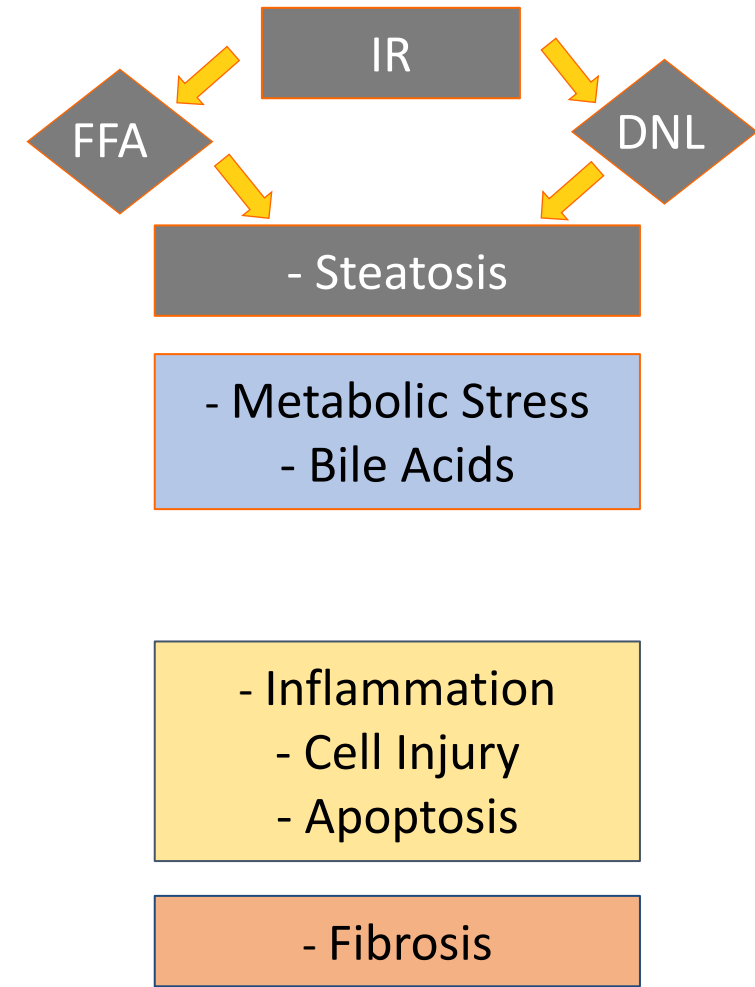 IR
FFA
DNL
- Steatosis
- Metabolic Stress
- Bile Acids
- Inflammation
- Cell Injury
- Apoptosis
- Fibrosis